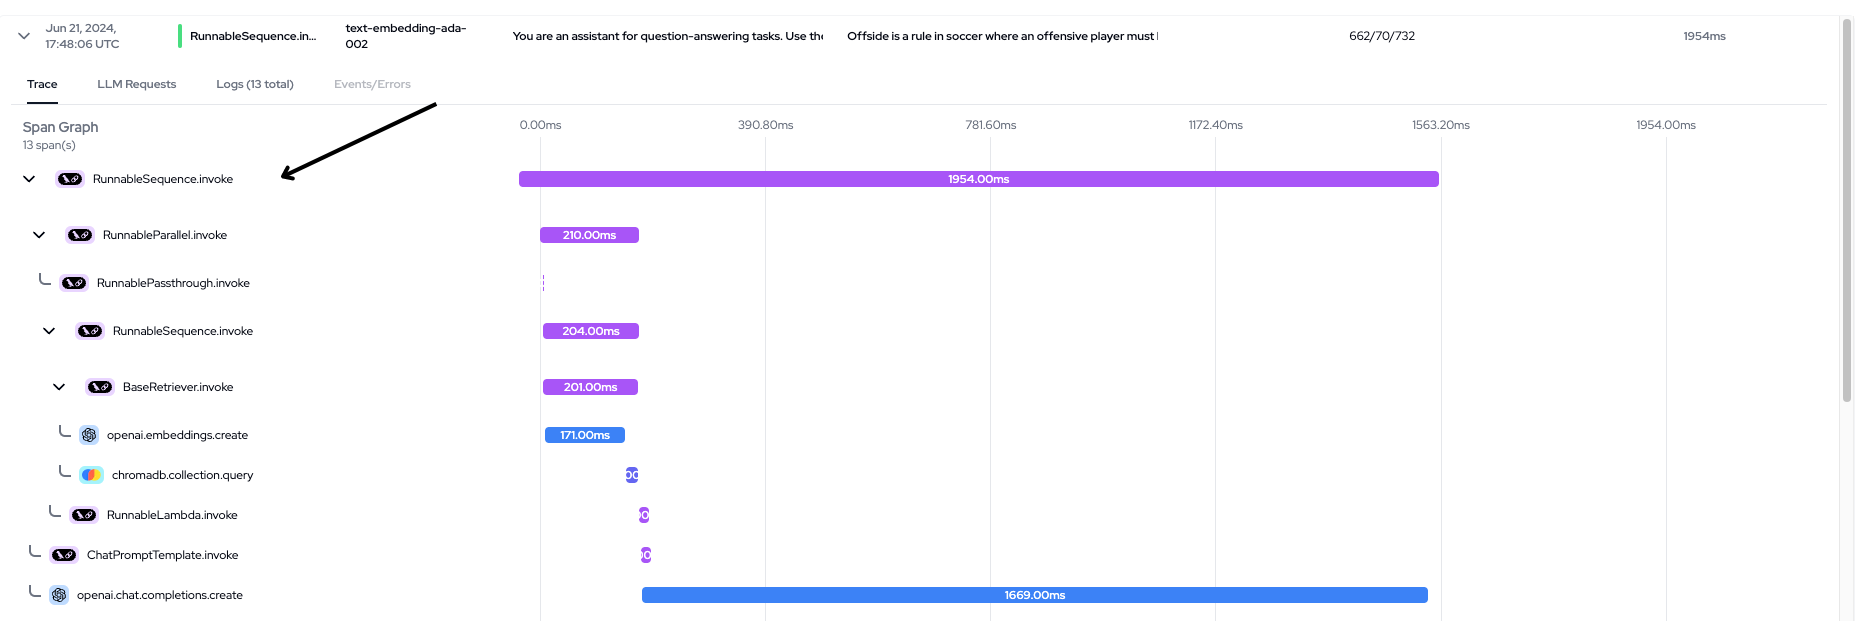 Jun 21, 2024,
17:48:06 UTC
RunnableSequence.in...
text-embedding-ada-
002
You are an assistant for question-answering tasks. Use the
Offside is a rule in soccer where an offensive player must
662/70/732
1954ms
Trace
LLM Requests
Logs (13 total)
Events/Errors
Span Graph
13 span(s)
0.00ms
390.80ms
781.60ms
1172.40ms
1563.20ms
1954.00ms
RunnableSequence.invoke
1954.00ms
RunnableParallel.invoke
210.00ms
RunnablePassthrough.invoke
RunnableSequence.invoke
204.00ms
BaseRetriever.invoke
201.00ms
openai.embeddings.create
171.00ms
chromadb.collection.query
RunnableLambda.invoke
ChatPromptTemplate.invoke
openai.chat.completions.create
1669.00ms